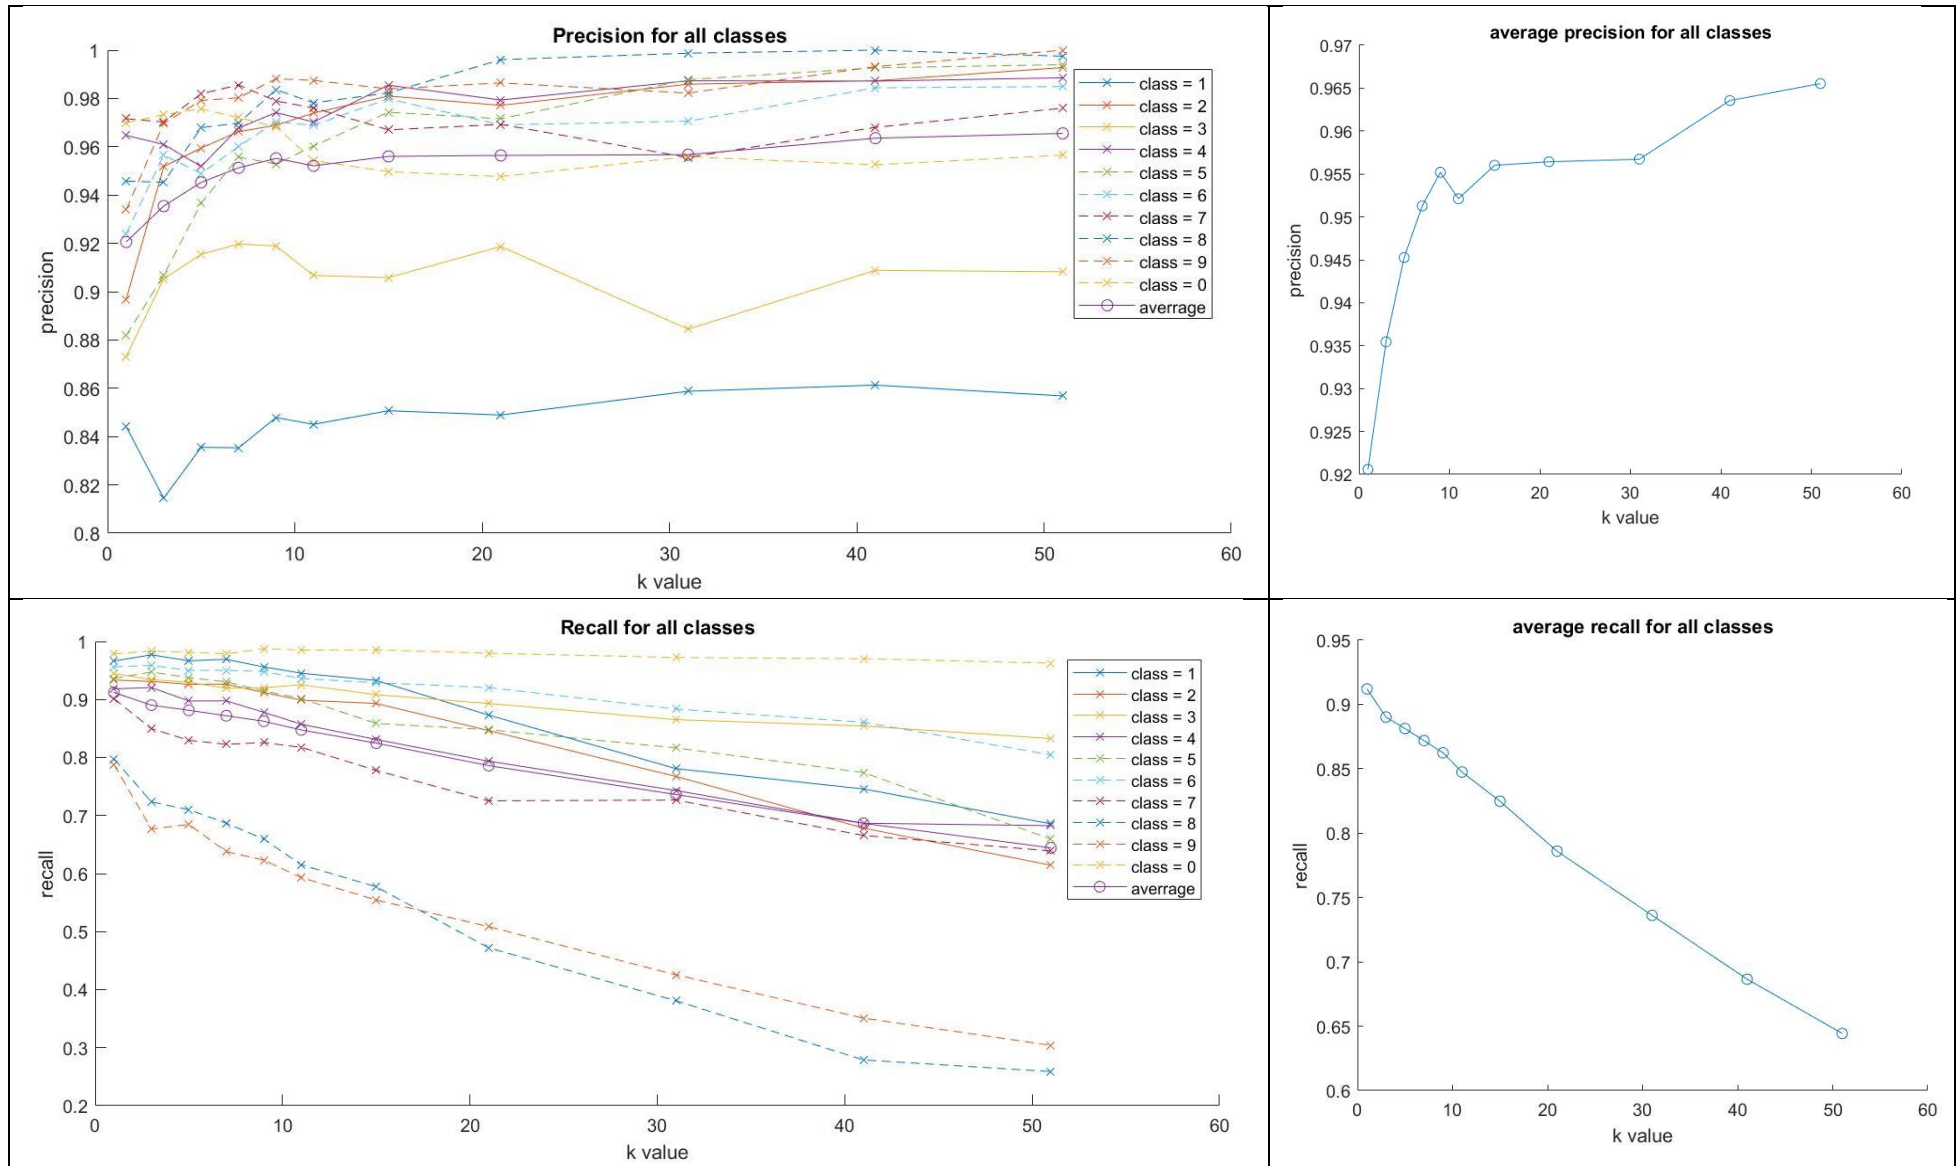 Precision for all classes
1
0.98
0.96
0.94
0.92
0.9
0.88
0.86
0.84
0.82
0.8
precision
0 10 20 30 40 50 60
k value
class = 1
class = 2
class = 3
class = 4
class = 5
class = 6
class = 7
class = 8
class = 9
class = 0
averrage
average precision for all classes
0.97
0.965
0.96
0.955
0.95
0.945
0.94
0.935
0.93
0.925
0.92
precision
0 10 20 30 40 50 60
k value
Recall for all classes
1
0.9
0.8
0.7
0.6
0.5
0.4
0.3
0.2
recall
0 10 20 30 40 50 60
k value
class = 1
class = 2
class = 3
class = 4
class = 5
class = 6
class = 7
class = 8
class = 9
class = 0
averrage
average recall for all classes
0.95
0.9
0.85
0.8
0.75
0.7
0.65
0.6
recall
0 10 20 30 40 50 60
k value